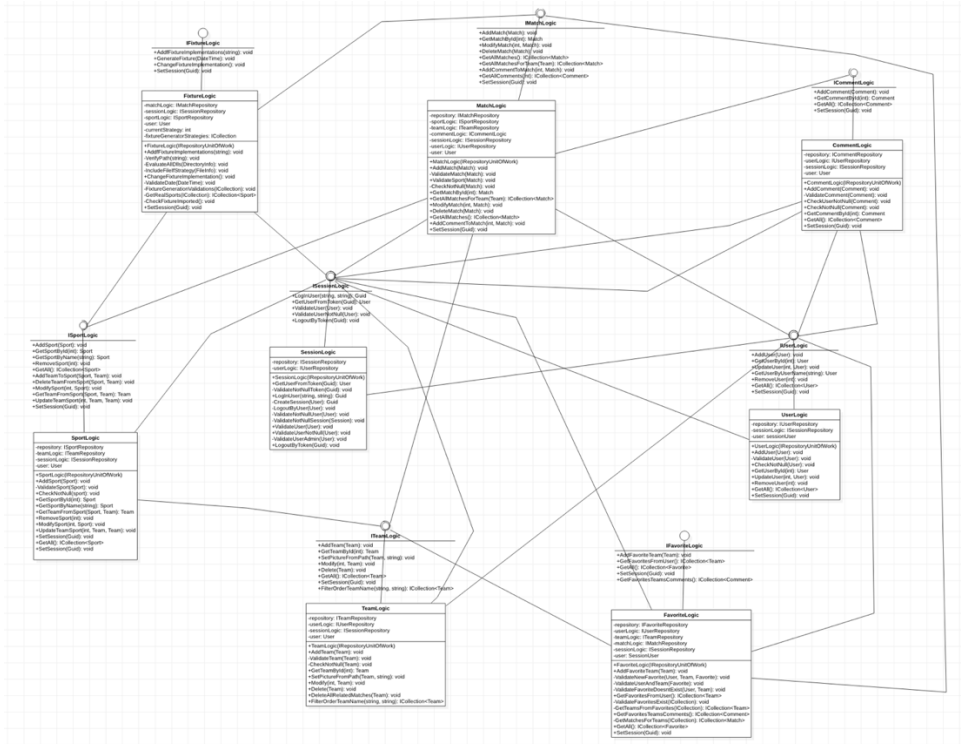 IFixtureLogic
+AddffFixtureImplementations(string): void
+GenerateFixture(DateTime): void
+ChangeFixtureImplementation(): void
+SetSession(Guid): void
FixtureLogic
-matchLogic: IMatchRepository
-sessionLogic: ISessionRepository
-sportLogic: ISportRepository
-user: User
-currentStrategy: int
-fixtureGeneratorStrategies: ICollection
+FixtureLogic(IRepositoryUnitOfWork)
+AddffFixtureImplementations(string): void
-VerifyPath(string): void
-EvaluateAllDlls(DirectoryInfo): void
-IncludeFileIfStrategy(FileInfo): void
+ChangeFixtureImplementation(): void
-ValidateDate(DateTime): void
-FixtureGenerationValidations(ICollection): void
-GetRealSports(ICollection): ICollection<Sport>
-CheckFixtureImported(): void
+SetSession(Guid): void
IMatchLogic
+AddMatch(Match): void
+GetMatchById(int): Match
+ModifyMatch(int, Match): void
+DeleteMatch(Match): void
+GetAllMatches(): ICollection<Match>
+GetAllMatchesForTeam(Team): ICollection<Match>
+AddCommentToMatch(int, Match): void
+GetAllComments(int): ICollection<Comment>
+SetSession(Guid): void
MatchLogic
-repository: IMatchRepository
-sportLogic: ISportRepository
-teamLogic: ITeamRepository
-commentLogic: ICommentLogic
-sessionLogic: ISessionRepository
-userLogic: IUserRepository
-user: User
+MatchLogic(IRepositoryUnitOfWork)
+AddMatch(Match): void
-ValidateMatch(Match): void
-ValidateSport(Match): void
-CheckNotNull(Match): void
+GetMatchById(int): Match
+GetAllMatchesForTeam(Team): ICollection<Match>
+ModifyMatch(int, Match): void
+DeleteMatch(Match): void
+GetAllMatches(): ICollection<Match>
+AddCommentToMatch(int, Match): void
+SetSession(Guid): void
ICommentLogic
+AddComment(Comment): void
+GetCommentById(int): Comment
+GetAll(): ICollection<Comment>
+SetSession(Guid): void
CommentLogic
-repository: ICommentRepository
-userLogic: IUserRepository
-sessionLogic: ISessionRepository
-user: User
+CommentLogic(IRepositoryUnitOfWork)
+AddComment(Comment): void
-ValidateComment(Comment): void
-CheckUserNotNull(Comment): void
-CheckNotNull(Comment): void
+GetCommentById(int): Comment
+GetAll(): ICollection<Comment>
+SetSession(Guid): void
ISessionLogic
+LoginUser(string, string): Guid
+GetUserFromToken(Guid): User
+ValidateUser(User): void
+ValidateUserNotNull(User): void
+LogoutByToken(Guid): void
SessionLogic
-repository: ISessionRepository
-userLogic: IUserRepository
+SessionLogic(IRepositoryUnitOfWork)
+GetUserFromToken(Guid): User
-ValidateNotNullToken(Guid): void
+LoginUser(string, string): Guid
-CreateSession(User): Guid
-LogoutByUser(User): void
-ValidateNotNullUser(User): void
-ValidateNotNullSession(Session): void
+ValidateUser(User): void
+ValidateUserNotNull(User): void
-ValidateUserAdmin(User): void
+LogoutByToken(Guid): void
ISportLogic
+AddSport(Sport): void
+GetSportById(int): Sport
+GetSportByName(string): Sport
+RemoveSport(int): void
+GetAll(): ICollection<Sport>
+AddTeamToSport(Sport, Team): void
+DeleteTeamFromSport(Sport, Team): void
+ModifySport(int, Sport): void
+GetTeamFromSport(Sport, Team): Team
+UpdateTeamSport(int, Team, Team): void
+SetSession(Guid): void
SportLogic
-repository: ISportRepository
-teamLogic: ITeamRepository
-sessionLogic: ISessionRepository
-user: User
+SportLogic(IRepositoryUnitOfWork)
+AddSport(Sport): void
-ValidateSport(Sport): void
+CheckNotNull(sport): void
+GetSportById(int): Sport
+GetSportByName(string): Sport
+GetTeamFromSport(Sport, Team): Team
+RemoveSport(int): void
+ModifySport(int, Sport): void
+UpdateTeamSport(int, Team, Team): void
+SetSession(Guid): void
+GetAll(): ICollection<Sport>
+SetSession(Guid): void
IUserLogic
+AddUser(User): void
+GetUserById(int): User
+UpdateUser(int, User): void
+GetUserByUserName(string): User
+RemoveUser(int): void
+GetAll(): ICollection<User>
+SetSession(Guid): void
UserLogic
-repository: IUserRepository
-sessionLogic: ISessionRepository
-user: sessionUser
+UserLogic(IRepositoryUnitOfWork)
+AddUser(User): void
-ValidateUser(User): void
+CheckNotNull(User): void
+GetUserById(int): User
+UpdateUser(int, User): void
+RemoveUser(int): void
+GetAll(): ICollection<User>
+SetSession(Guid): void
ITeamLogic
+AddTeam(Team): void
+GetTeamById(int): Team
+SetPictureFromPath(Team, string): void
+Modify(int, Team): void
+Delete(Team): void
+GetAll(): ICollection<Team>
+SetSession(Guid): void
+FilterOrderTeamName(string, string): ICollection<Team>
TeamLogic
-repository: ITeamRepository
-userLogic: IUserRepository
-sessionLogic: ISessionRepository
-user: User
+TeamLogic(IRepositoryUnitOfWork)
+AddTeam(Team): void
-ValidateTeam(Team): void
-CheckNotNull(Team): void
+GetTeamById(int): Team
+SetPictureFromPath(Team, string): void
+Modify(int, Team): void
+Delete(Team): void
+DeleteAllRelatedMatches(Team): void
+FilterOrderTeamName(string, string): ICollection<Team>
IFavoriteLogic
+AddFavoriteTeam(Team): void
+GetFavoritesFromUser(): ICollection<Team>
+GetAll(): ICollection<Favorite>
+SetSession(Guid): void
+GetFavoritesTeamsComments(): ICollection<Comment>
FavoriteLogic
-repository: IFavoriteRepository
-userLogic: IUserRepository
-teamLogic: ITeamRepository
-matchLogic: IMatchRepository
-sessionLogic: ISessionRepository
-user: SessionUser
+FavoriteLogic(IRepositoryUnitOfWork)
+AddFavoriteTeam(Team): void
-ValidateNewFavorite(User, Team, Favorite): void
-ValidateUserAndTeam(Favorite): void
-ValidateFavoriteDoesntExist(User, Team): void
+GetFavoritesFromUser(): ICollection<Team>
-ValidateFavoritesExist(ICollection): void
-GetTeamsFromFavorites(ICollection): ICollection<Team>
+GetFavoritesTeamsComments(): ICollection<Comment>
-GetMatchesForTeams(ICollection): ICollection<Match>
+GetAll(): ICollection<Favorite>
+SetSession(Guid): void